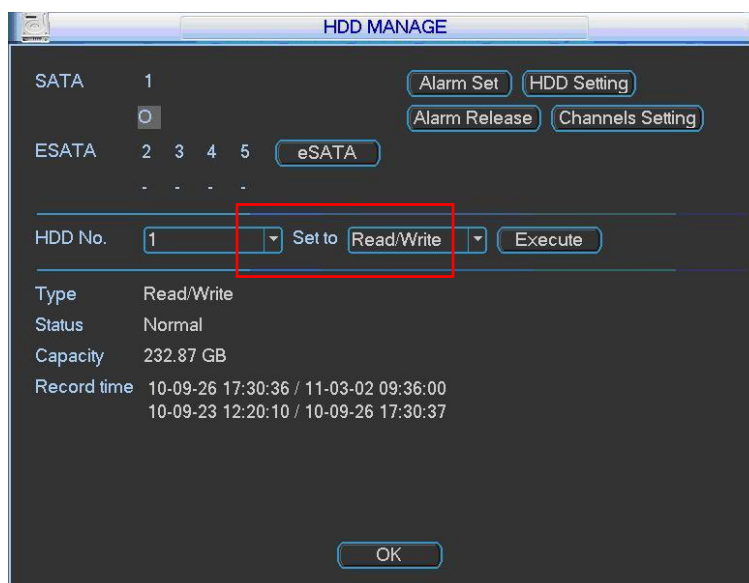 HDD MANAGE
SATA 1 Alarm Set HDD Setting
O Alarm Release Channels Setting
ESATA 2 3 4 5 eSATA
- - - -
HDD No. 1 Set to Read/Write Execute
Type Read/Write
Status Normal
Capacity 232.87 GB
Record time 10-09-26 17:30:36 / 11-03-02 09:36:00
10-09-23 12:20:10 / 10-09-26 17:30:37
OK